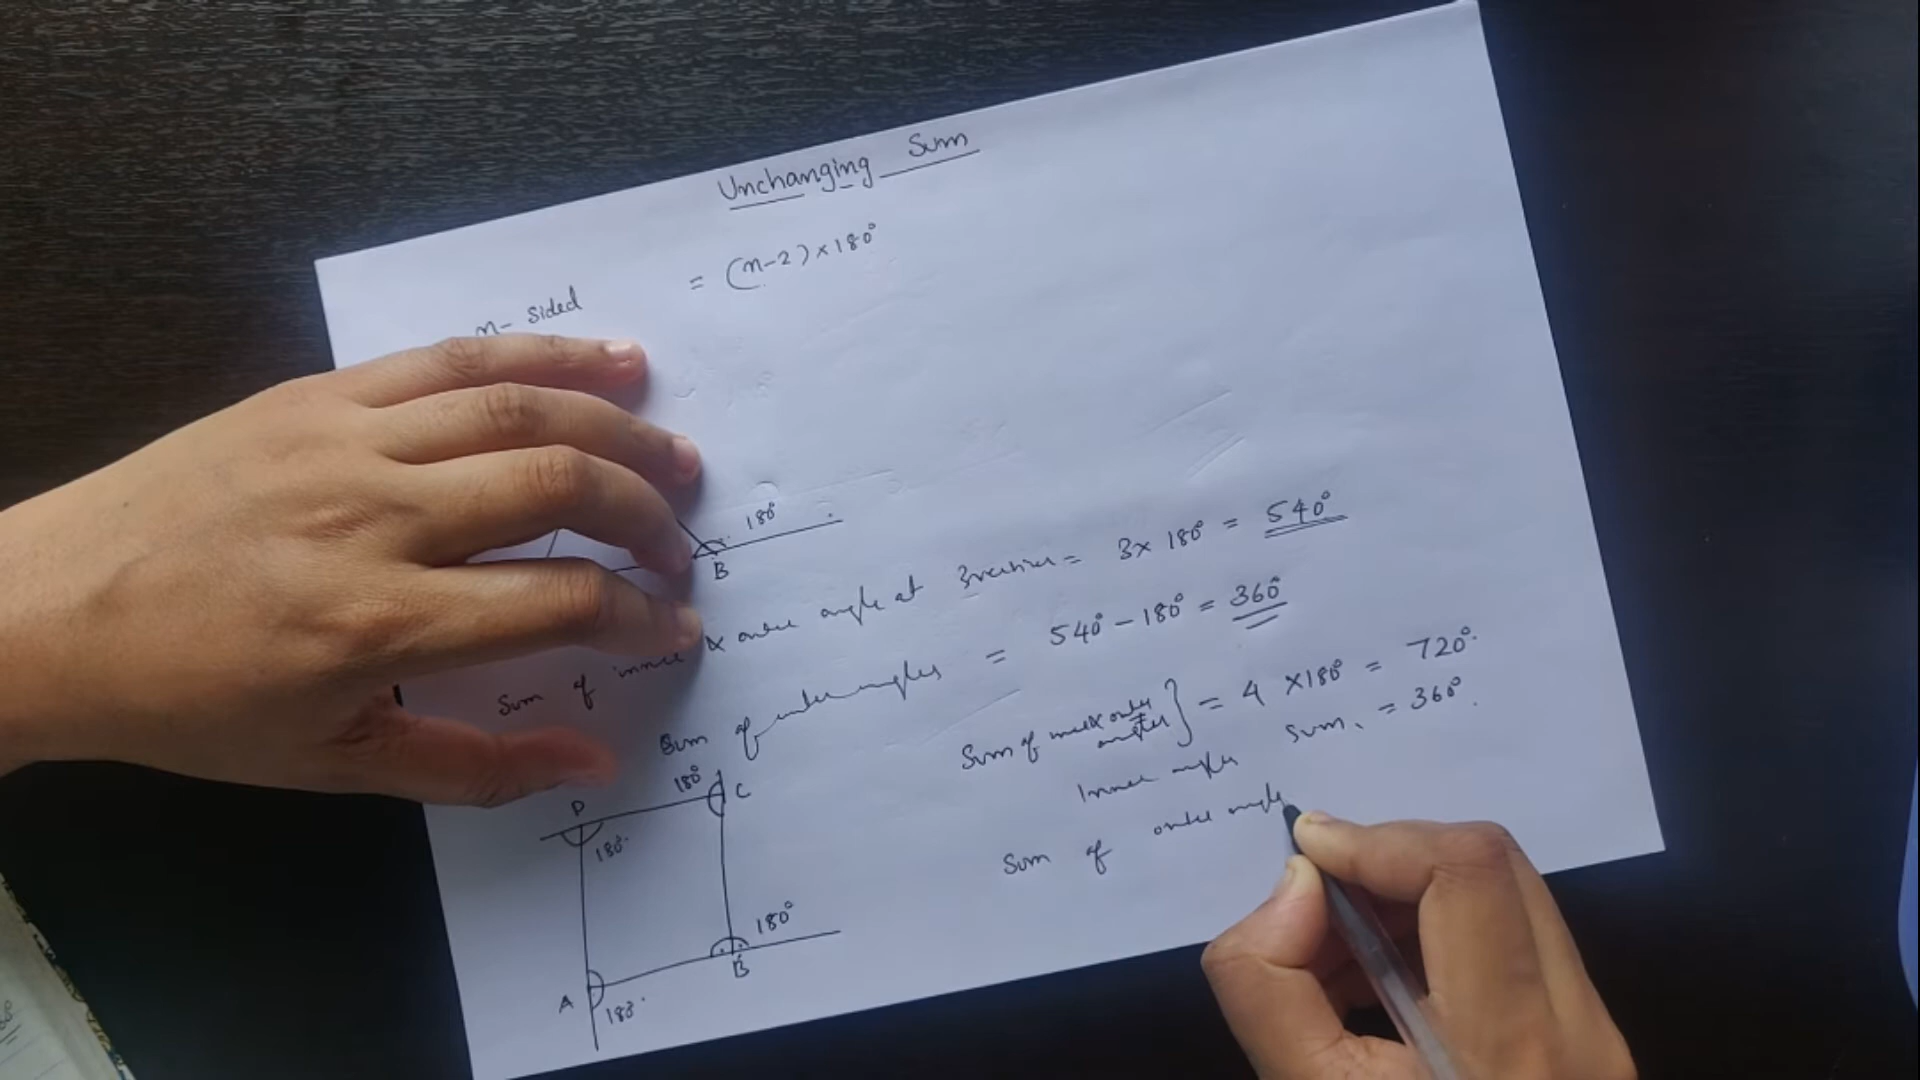 Unchanging Sum
n- sided = (n-2) × 180°
180°
B
Sum of inner & outer angle at 3 vertices = 3 × 180° = 540°
Sum of outer angles = 540° - 180° = 360°
Sum of inner & outer angles } = 4 × 180° = 720°
Inner angles sum = 360°
Sum of outer angle
180°
C
D
180°
180°
B
A
180°